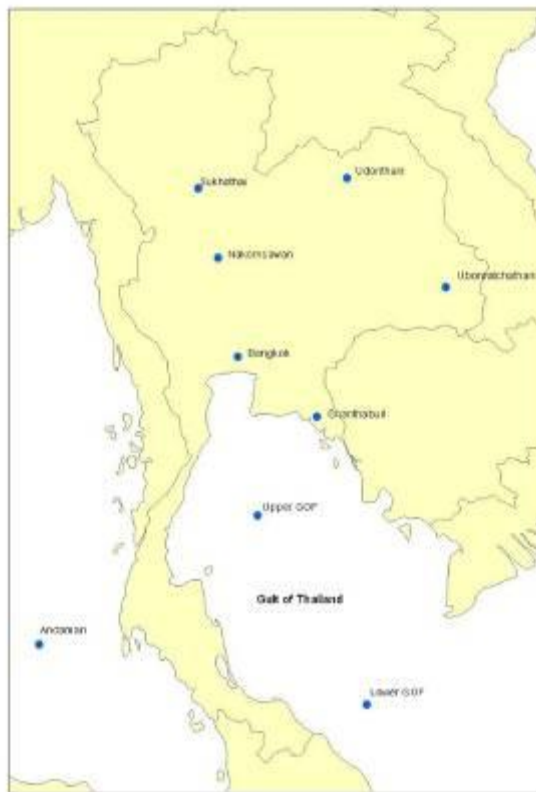 Sukhothai
Udonthani
Nakornsawan
Ubonratchathani
Bangkok
Chanthaburi
Upper GOF
Gulf of Thailand
Andaman
Lower GOF